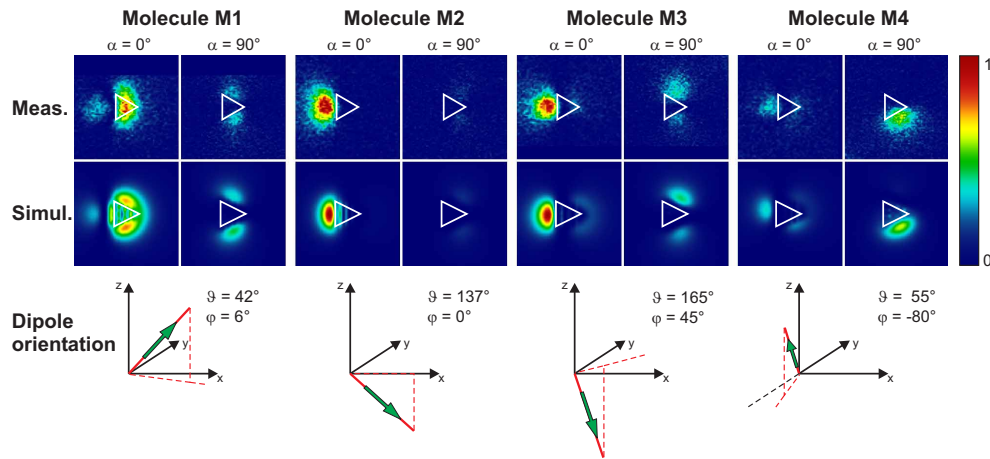 Molecule M1 Molecule M2 Molecule M3 Molecule M4
α = 0° α = 90° α = 0° α = 90° α = 0° α = 90° α = 0° α = 90°
Meas.
1
Simul.
0
Dipole
orientation
z
y
x
ϑ = 42°
φ = 6°
z
y
x
ϑ = 137°
φ = 0°
z
y
x
ϑ = 165°
φ = 45°
z
y
x
ϑ = 55°
φ = -80°